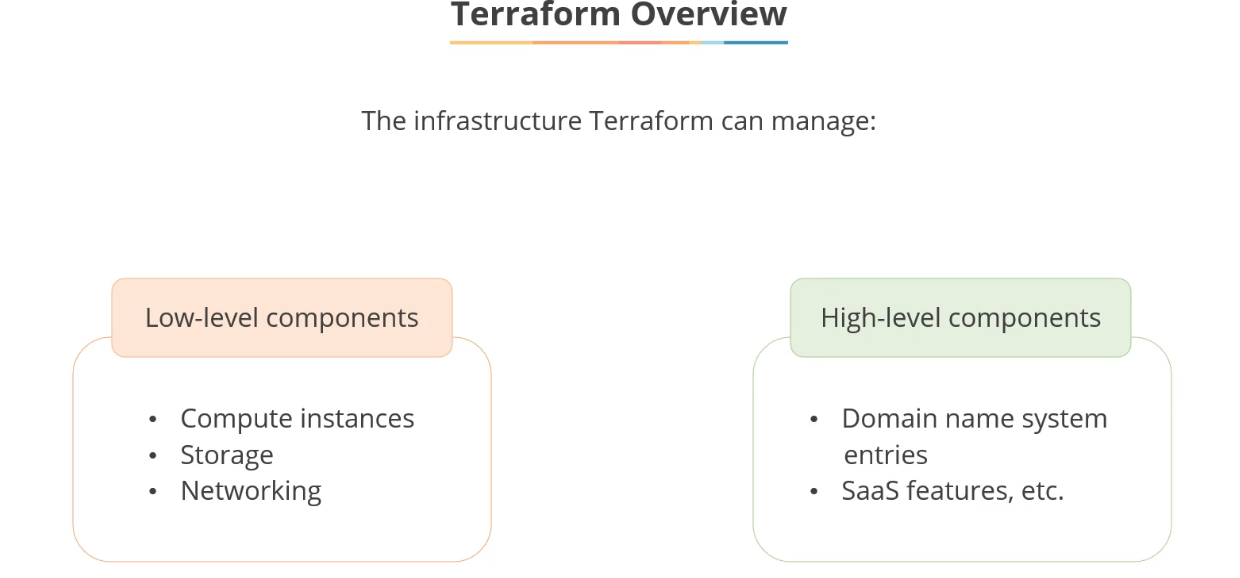 Terraform Overview
The infrastructure Terraform can manage:
Low-level components
• Compute instances
• Storage
• Networking
High-level components
• Domain name system
entries
• SaaS features, etc.